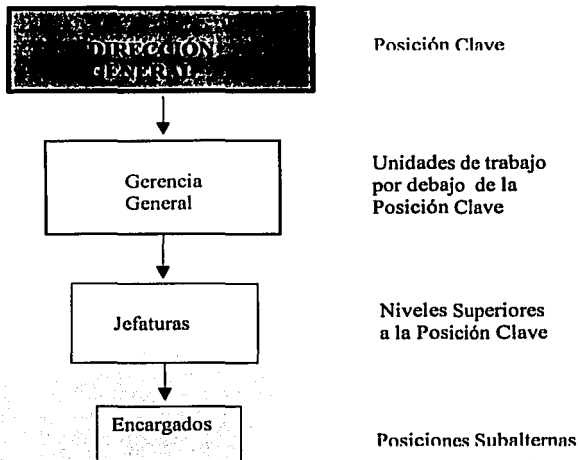 DIRECCIÓN
GENERAL
Posición Clave
Gerencia
General
Unidades de trabajo
por debajo de la
Posición Clave
Jefaturas
Niveles Superiores
a la Posición Clave
Encargados
Posiciones Subalternas